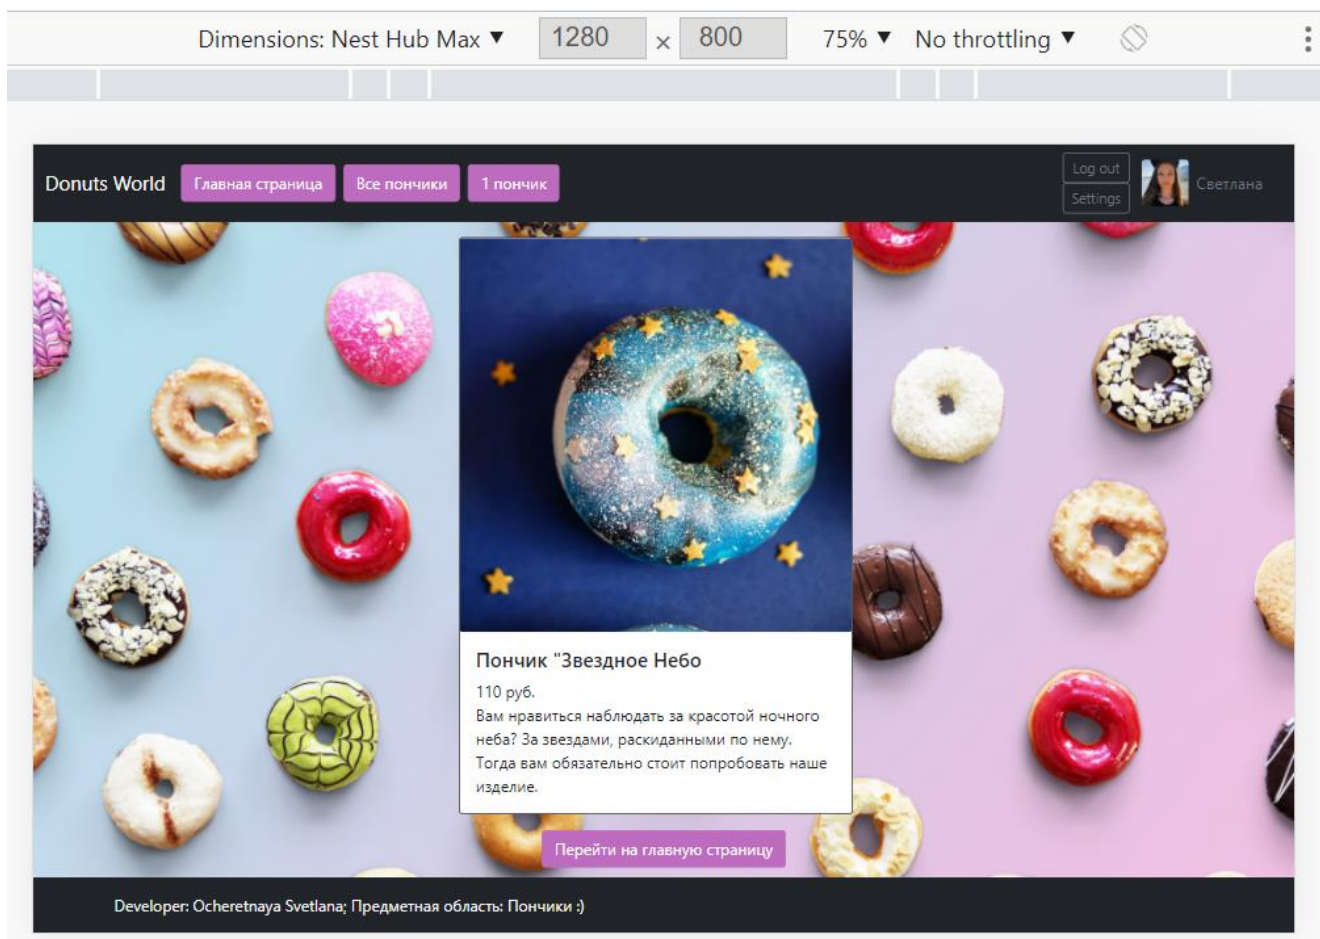 Dimensions: Nest Hub Max ▼ 1280 × 800 75% ▼ No throttling ▼
Donuts World Главная страница Все пончики 1 пончик Log out Светлана
Settings
Пончик "Звездное Небо
110 руб.
Вам нравиться наблюдать за красотой ночного
неба? За звездами, раскиданными по нему.
Тогда вам обязательно стоит попробовать наше
изделие.
Перейти на главную страницу
Developer: Ocheretnaya Svetlana; Предметная область: Пончики :)